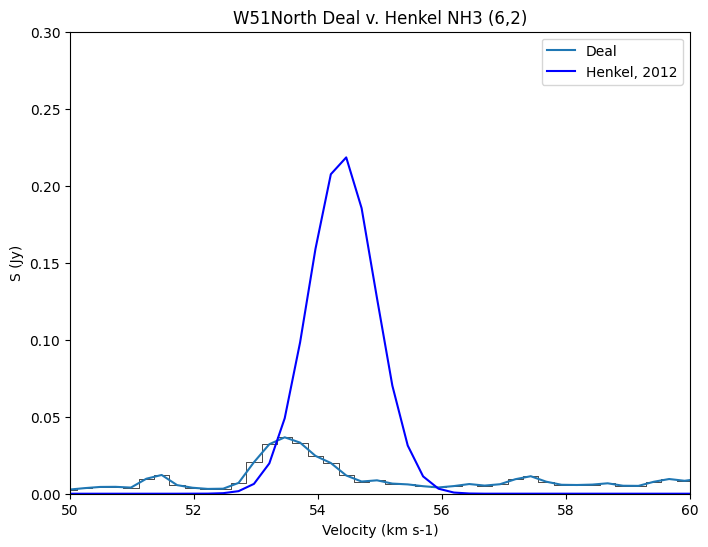 W51North Deal v. Henkel NH3 (6,2)
Deal
Henkel, 2012
0.30
0.25
0.20
0.15
0.10
0.05
0.00
S (Jy)
50
52
54
56
58
60
Velocity (km s-1)